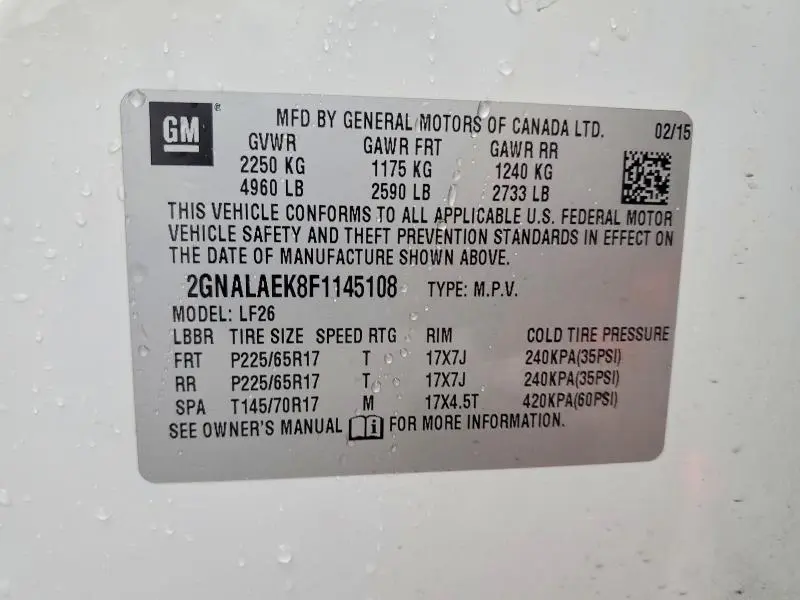 GM ®
MFD BY GENERAL MOTORS OF CANADA LTD. 02/15
GVWR GAWR FRT GAWR RR
2250 KG 1175 KG 1240 KG
4960 LB 2590 LB 2733 LB
THIS VEHICLE CONFORMS TO ALL APPLICABLE U.S. FEDERAL MOTOR
VEHICLE SAFETY AND THEFT PREVENTION STANDARDS IN EFFECT ON
THE DATE OF MANUFACTURE SHOWN ABOVE.
2GNALAEK8F1145108 TYPE: M.P.V.
MODEL: LF26
LBBR TIRE SIZE SPEED RTG RIM COLD TIRE PRESSURE
FRT P225/65R17 T 17X7J 240KPA(35PSI)
RR P225/65R17 T 17X7J 240KPA(35PSI)
SPA T145/70R17 M 17X4.5T 420KPA(60PSI)
SEE OWNER'S MANUAL FOR MORE INFORMATION.